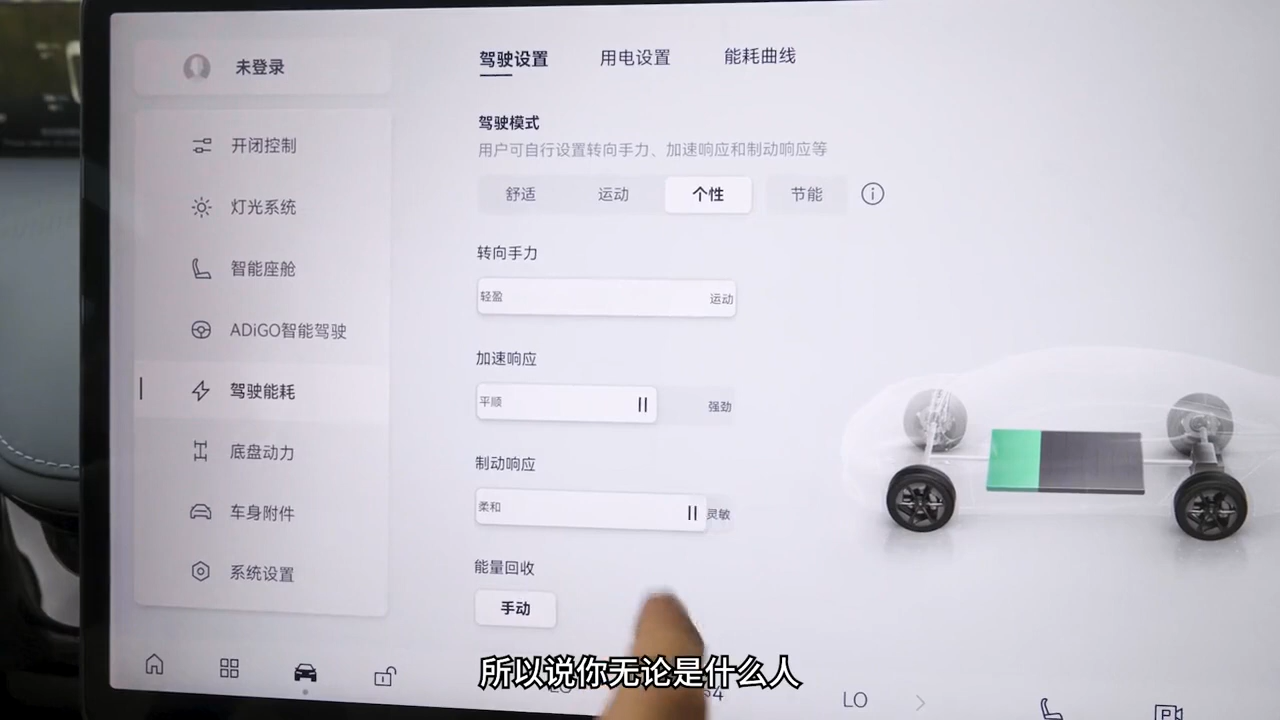 未登录
开闭控制
灯光系统
智能座舱
ADiGO智能驾驶
驾驶能耗
底盘动力
车身附件
系统设置
驾驶设置 用电设置 能耗曲线
驾驶模式
用户可自行设置转向手力、加速响应和制动响应等
舒适 运动 个性 节能
转向手力
轻盈 运动
加速响应
平顺 强劲
制动响应
柔和 灵敏
能量回收
手动
所以说你无论是什么人
LO